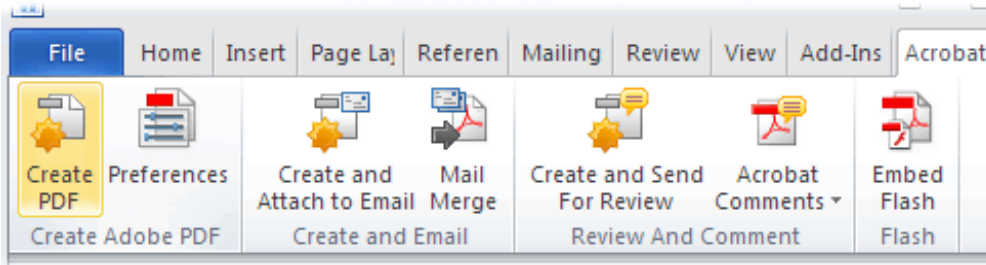 File Home Insert Page Lay Referen Mailing Review View Add-Ins Acrobat
Create Preferences Create and Mail Create and Send Acrobat Embed
PDF Attach to Email Merge For Review Comments Flash
Create Adobe PDF Create and Email Review And Comment Flash